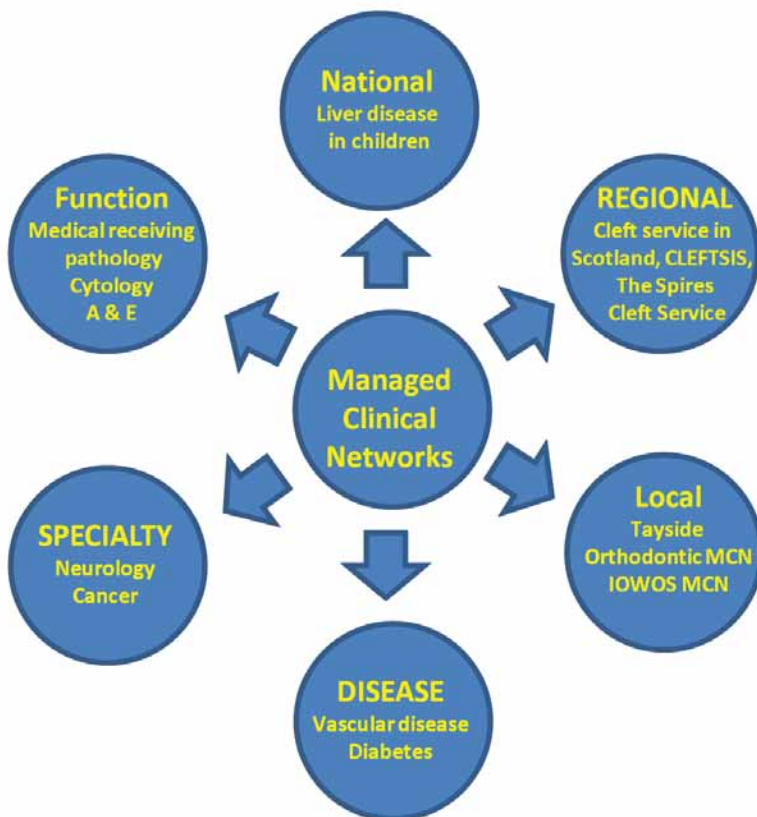 National
Liver disease
in children
REGIONAL
Cleft service in
Scotland, CLEFTSIS,
The Spires
Cleft Service
Local
Tayside
Orthodontic MCN
IOWOS MCN
DISEASE
Vascular disease
Diabetes
SPECIALTY
Neurology
Cancer
Function
Medical receiving
pathology
Cytology
A & E
Managed
Clinical
Networks